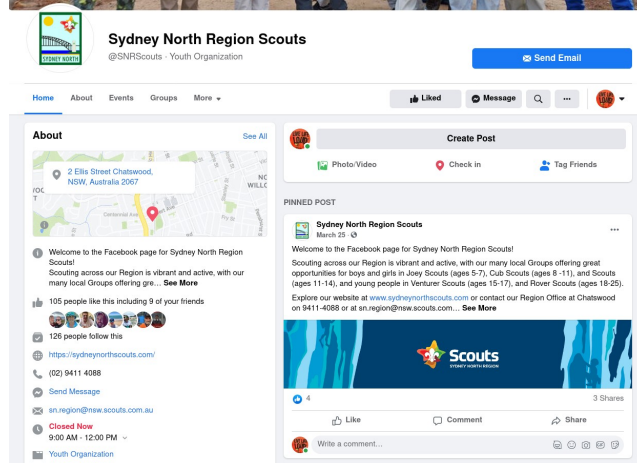 SYDNEY NORTH
Sydney North Region Scouts
@SNRScouts · Youth Organization
Send Email
Home About Events Groups More
Liked Message
About See All
2 Ellis Street Chatswood,
NSW, Australia 2067
Welcome to the Facebook page for Sydney North Region
Scouts!
Scouting across our Region is vibrant and active, with our
many local Groups offering gre... See More
105 people like this including 9 of your friends
126 people follow this
https://sydneynorthscouts.com/
(02) 9411 4088
Send Message
sn.region@nsw.scouts.com.au
Closed Now
9:00 AM - 12:00 PM
Youth Organization
Create Post
Photo/Video Check in Tag Friends
PINNED POST
Sydney North Region Scouts
March 25 ·
Welcome to the Facebook page for Sydney North Region Scouts!
Scouting across our Region is vibrant and active, with our many local Groups offering great
opportunities for boys and girls in Joey Scouts (ages 5-7), Cub Scouts (ages 8 -11), and Scouts
(ages 11-14), and young people in Venturer Scouts (ages 15-17), and Rover Scouts (ages 18-25).
Explore our website at www.sydneynorthscouts.com or contact our Region Office at Chatswood
on 9411-4088 or at sn.region@nsw.scouts.com... See More
Scouts
SYDNEY NORTH REGION
4 3 Shares
Like Comment Share
Write a comment...